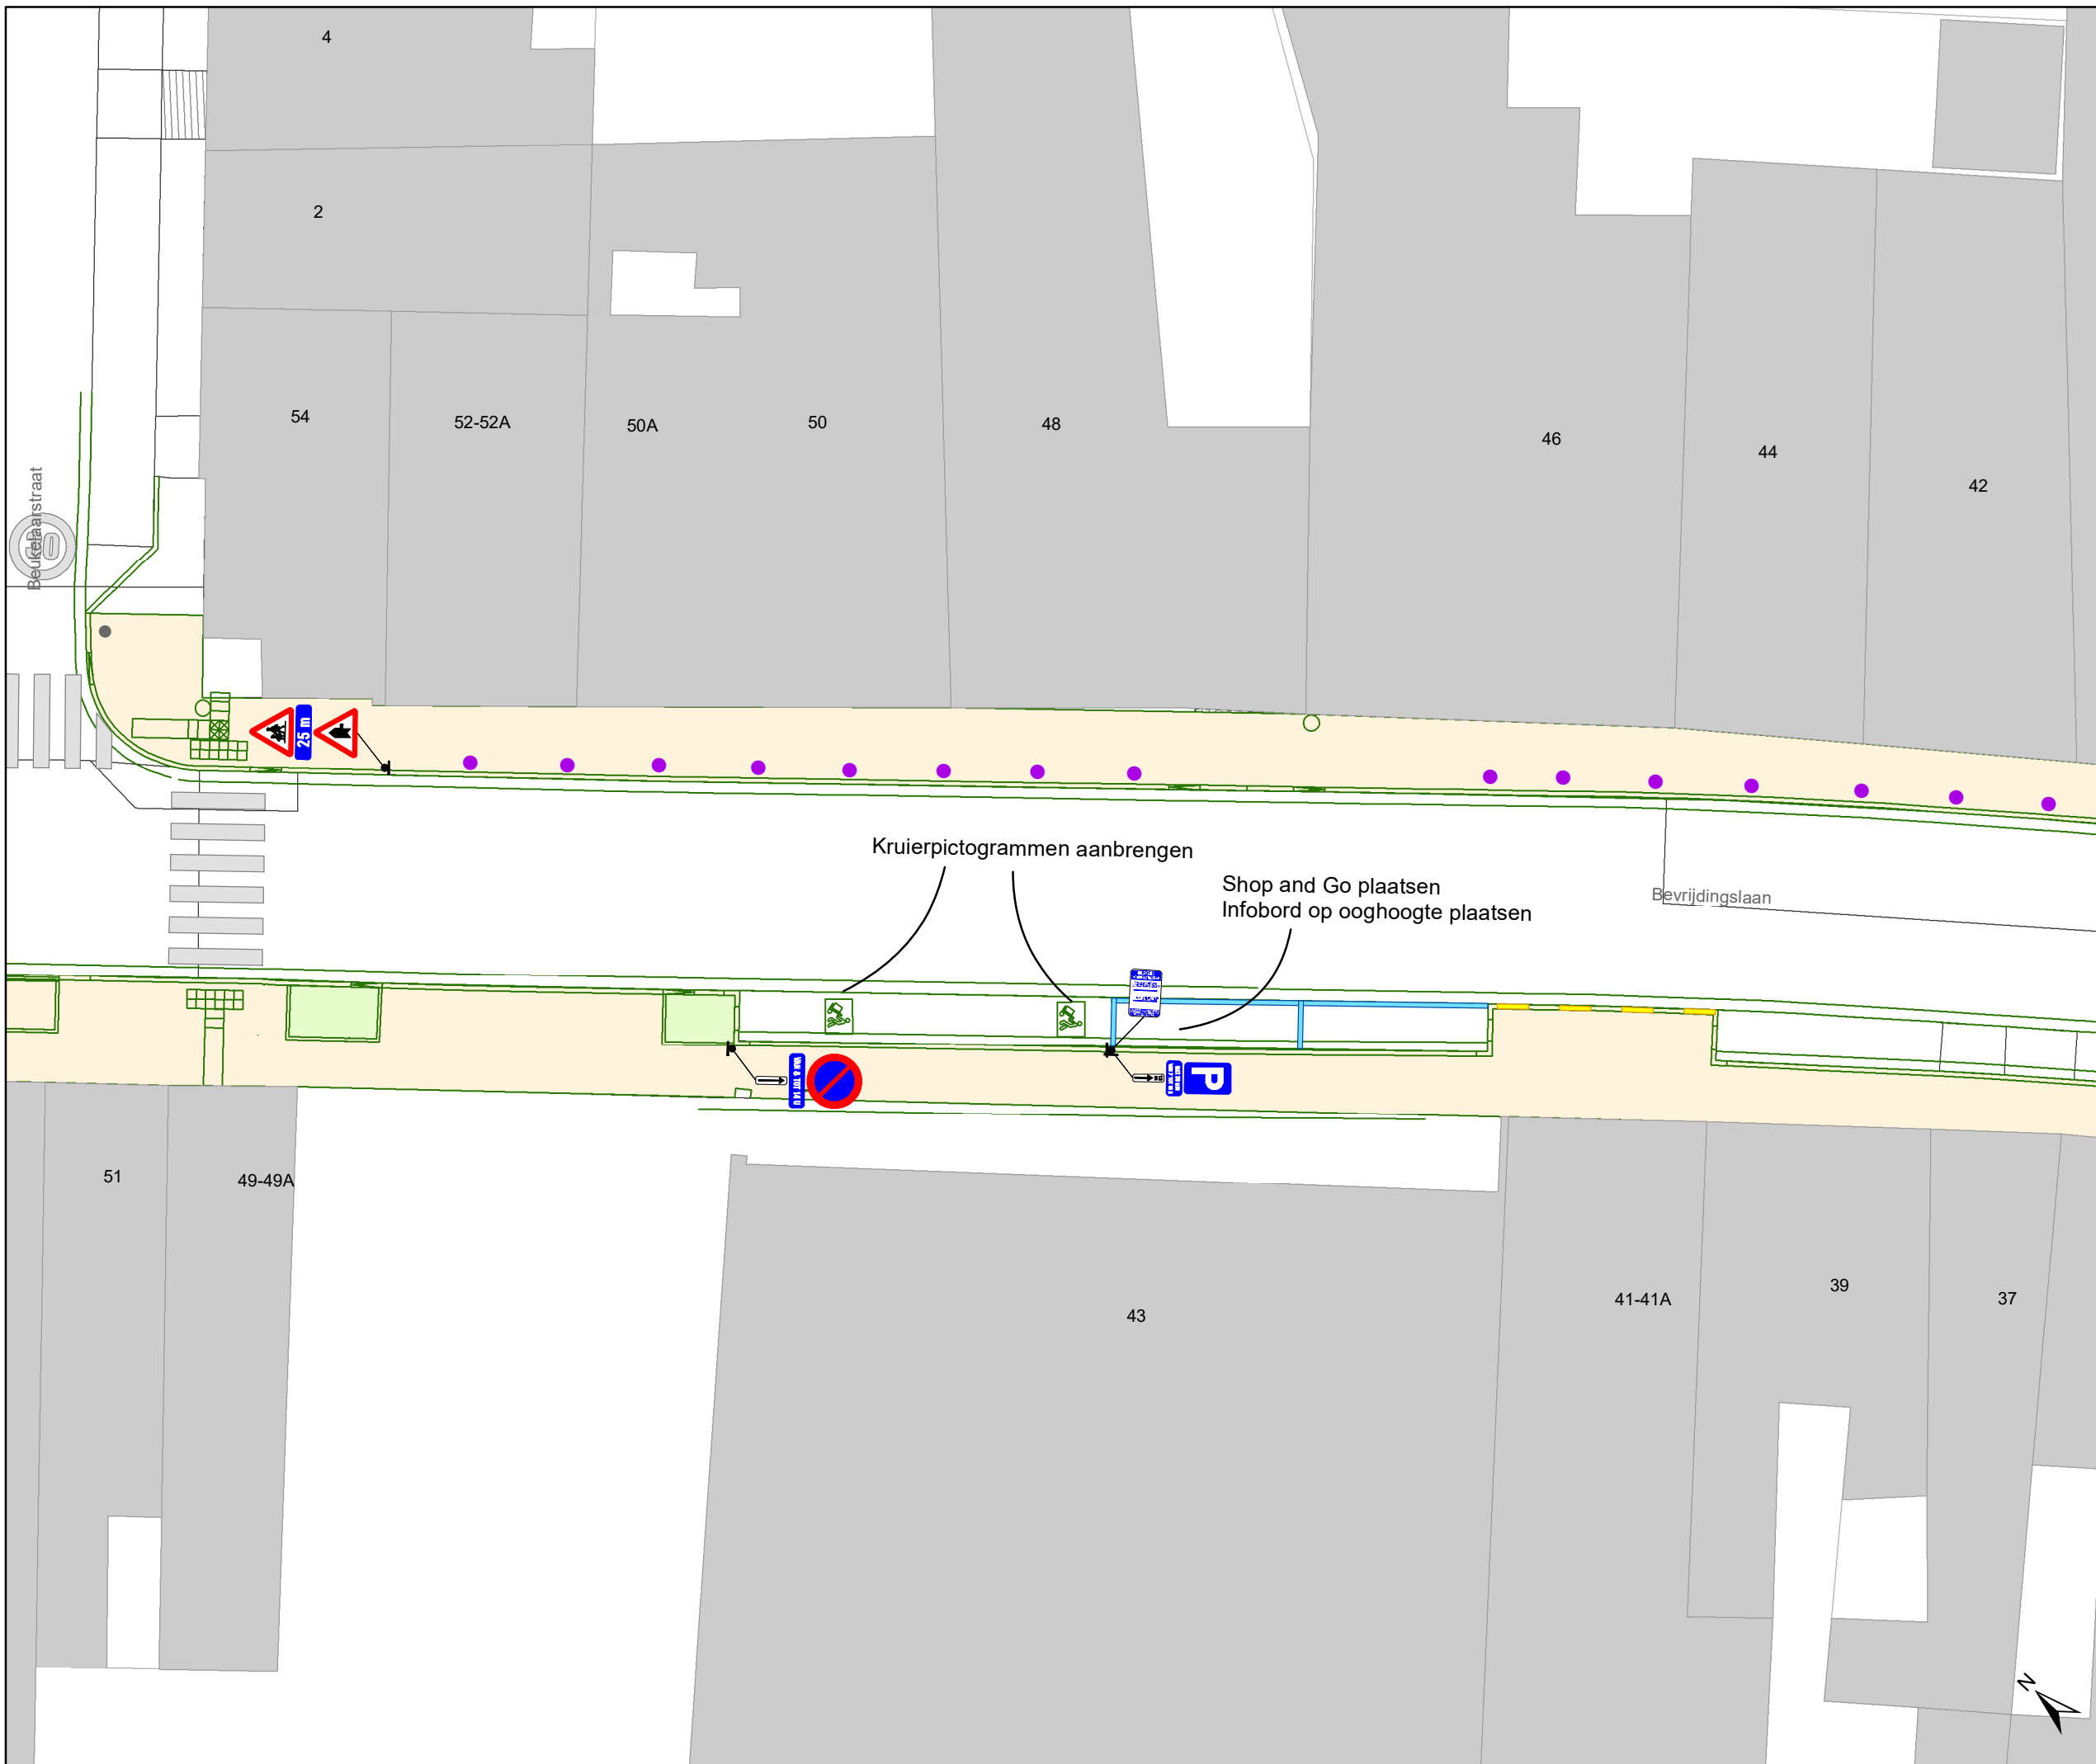 4
2
54
52-52A
50A
50
48
46
44
42
Beukelaarstraat
25 m
Kruierpictogrammen aanbrengen
Shop and Go plaatsen
Infobord op ooghoogte plaatsen
Bevrijdingslaan
P
51
49-49A
43
41-41A
39
37
N